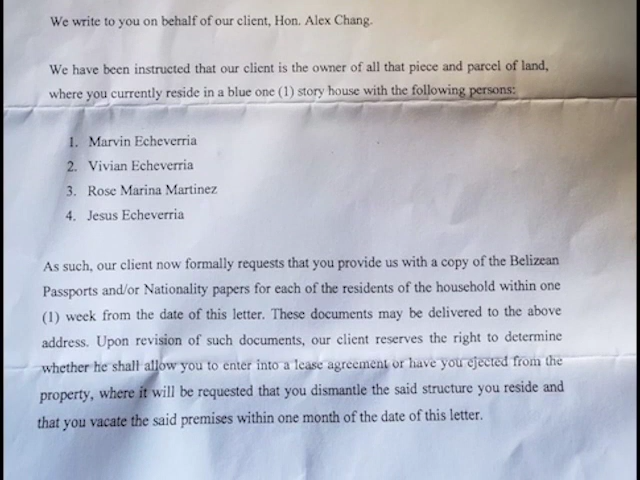 We write to you on behalf of our client, Hon. Alex Chang.
We have been instructed that our client is the owner of all that piece and parcel of land,
where you currently reside in a blue one (1) story house with the following persons:
1. Marvin Echeverria
2. Vivian Echeverria
3. Rose Marina Martinez
4. Jesus Echeverria
As such, our client now formally requests that you provide us with a copy of the Belizean
Passports and/or Nationality papers for each of the residents of the household within one
(1) week from the date of this letter. These documents may be delivered to the above
address. Upon revision of such documents, our client reserves the right to determine
whether he shall allow you to enter into a lease agreement or have you ejected from the
property, where it will be requested that you dismantle the said structure you reside and
that you vacate the said premises within one month of the date of this letter.